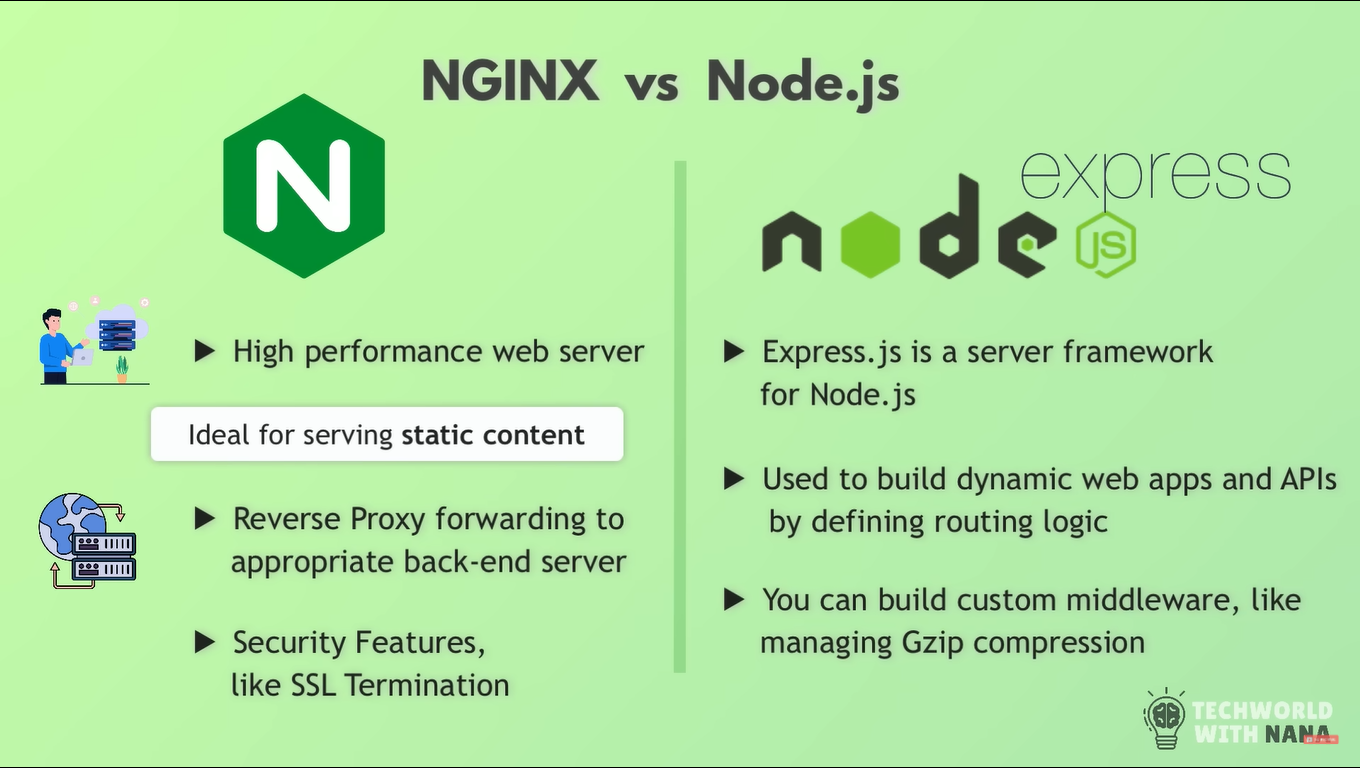 NGINX vs Node.js
N
express
node
JS
High performance web server
Ideal for serving static content
Reverse Proxy forwarding to
appropriate back-end server
Security Features,
like SSL Termination
Express.js is a server framework
for Node.js
Used to build dynamic web apps and APIs
by defining routing logic
You can build custom middleware, like
managing Gzip compression
TECHWORLD
WITH NANA